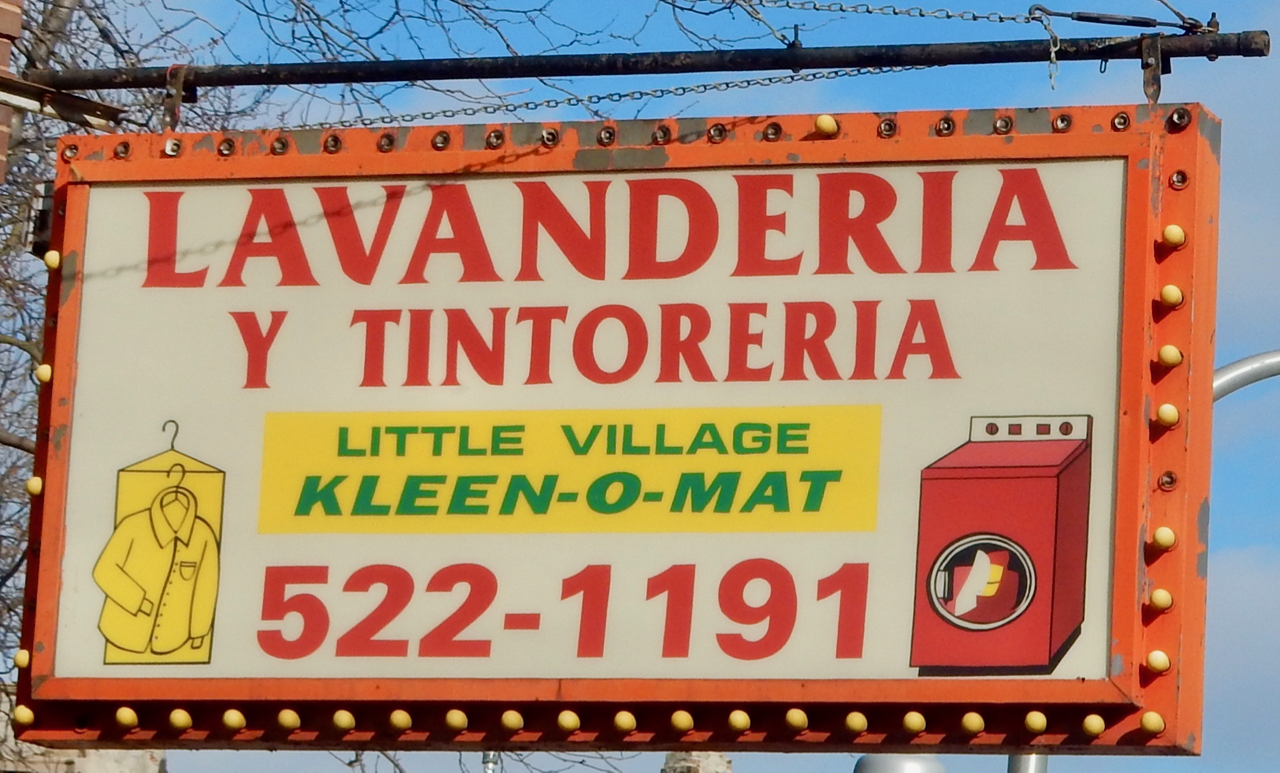 LAVANDERIA
Y TINTORERIA
LITTLE VILLAGE
KLEEN-O-MAT
522-1191